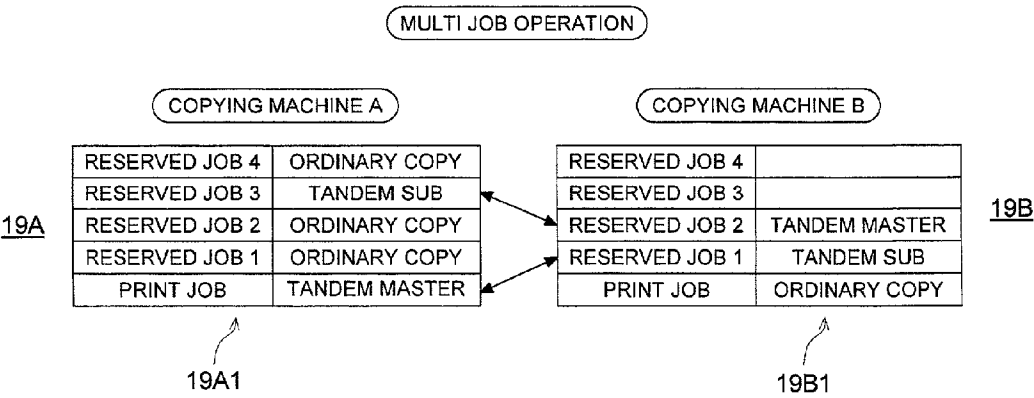 MULTI JOB OPERATION
COPYING MACHINE A
RESERVED JOB 4 ORDINARY COPY
RESERVED JOB 3 TANDEM SUB
RESERVED JOB 2 ORDINARY COPY
RESERVED JOB 1 ORDINARY COPY
PRINT JOB TANDEM MASTER
19A
19A1
COPYING MACHINE B
RESERVED JOB 4
RESERVED JOB 3
RESERVED JOB 2 TANDEM MASTER
RESERVED JOB 1 TANDEM SUB
PRINT JOB ORDINARY COPY
19B
19B1